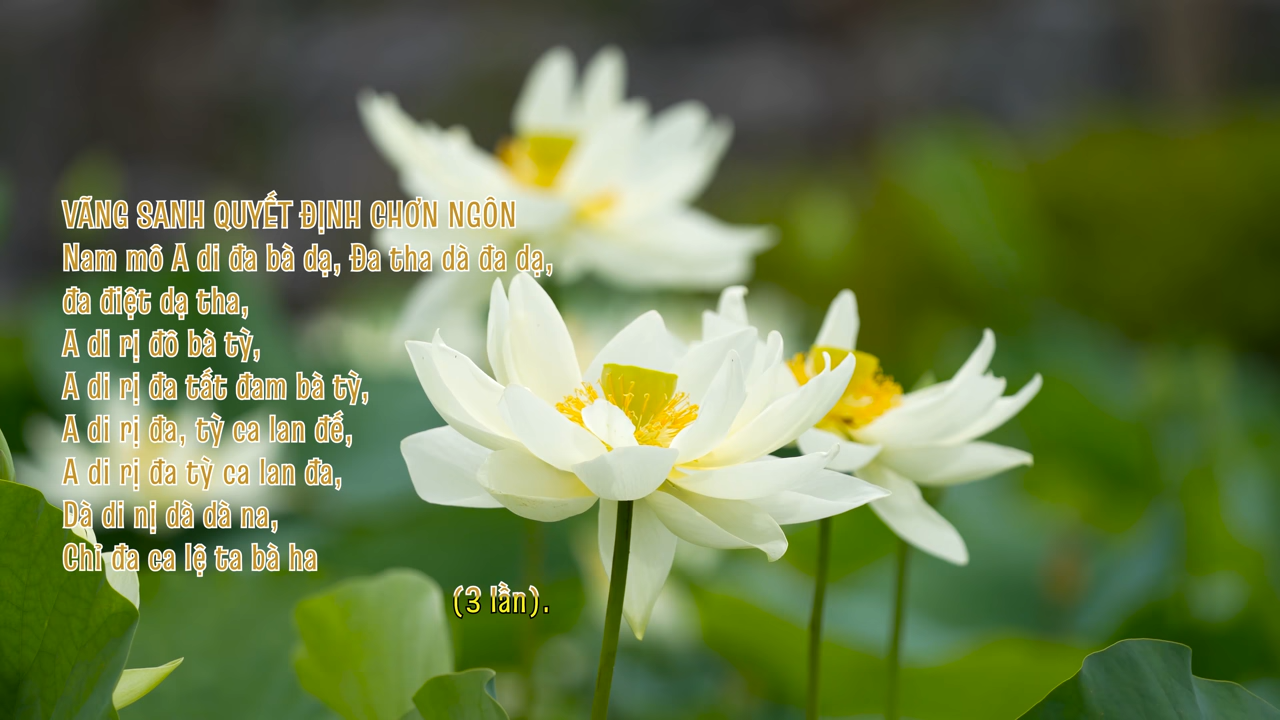 VÃNG SANH QUYẾT ĐỊNH CHƠN NGÔN
Nam mô A di đa bà dạ, Đa tha dà đa dạ,
đa điệt dạ tha,
A di rị đô bà tỳ,
A di rị đa tất đam bà tỳ,
A di rị đa, tỳ ca lan đế,
A di rị đa tỳ ca lan đa,
Dà di nị dà dà na,
Chỉ đa ca lệ ta bà ha
(3 lần).